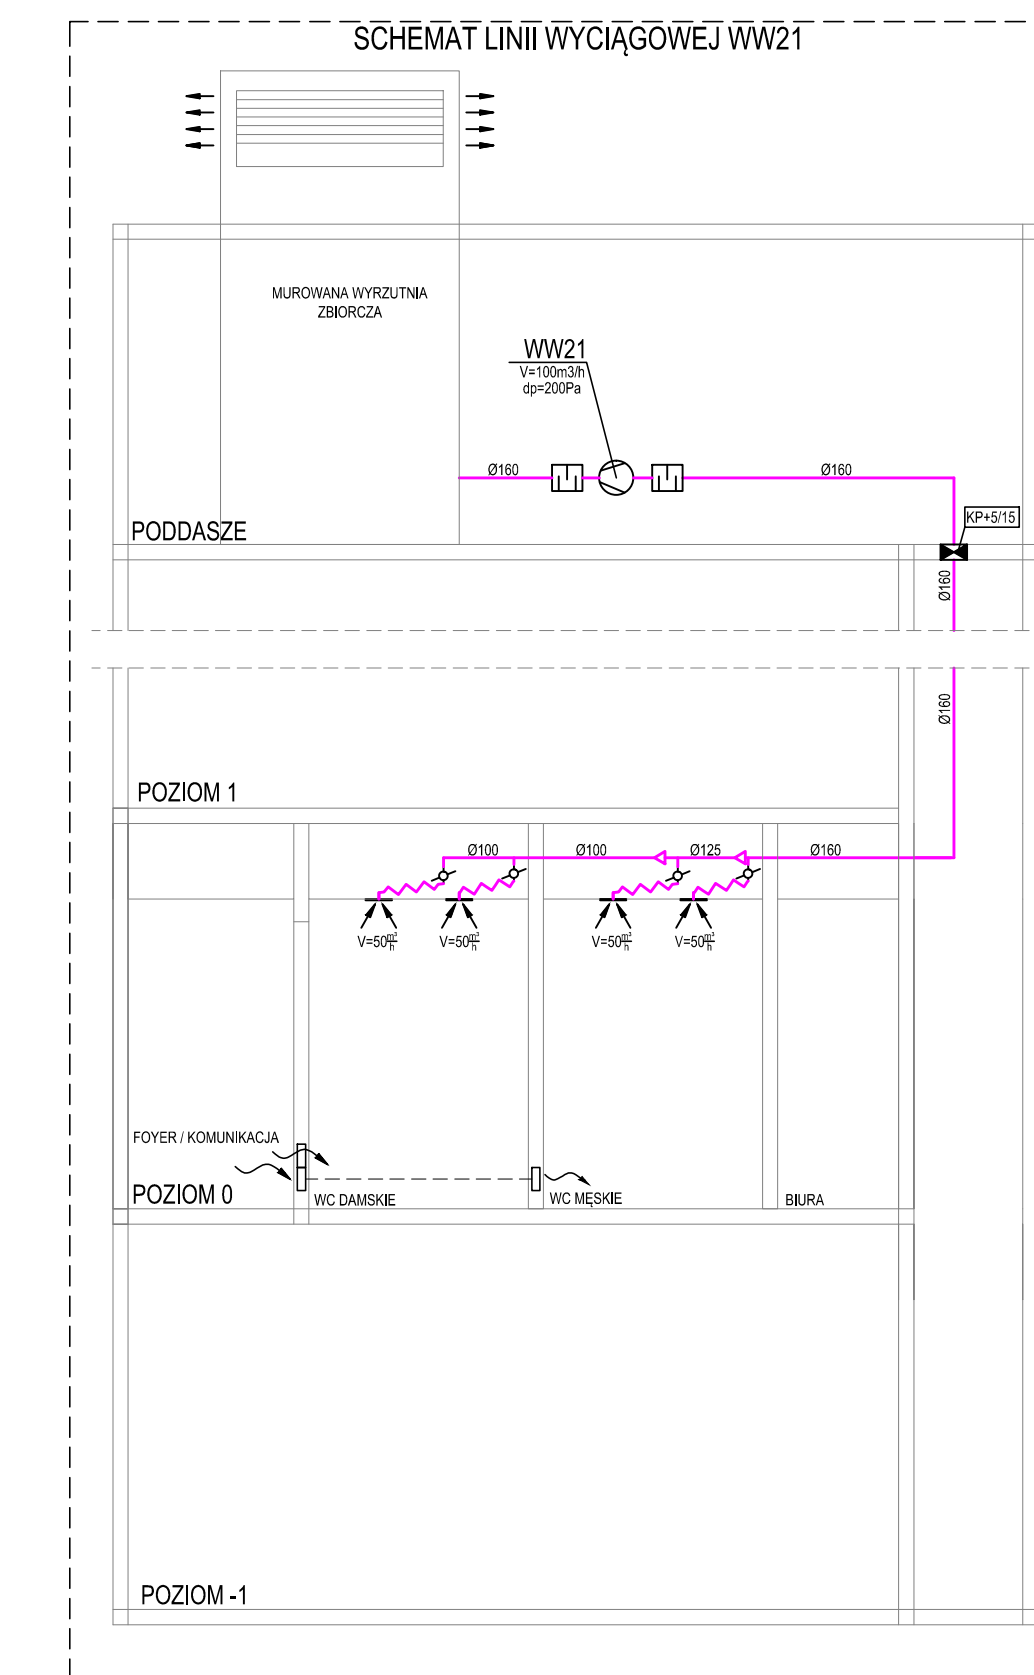 SCHEMAT LINII WYCIĄGOWEJ WW21
MUROWANA WYRZUTNIA
ZBIORCZA
WW21
V=100m3/h
dp=200Pa
Ø160
Ø160
KP+5/15
PODDASZE
Ø160
Ø160
POZIOM 1
Ø100
Ø100
Ø125
Ø160
V=50m³/h
V=50m³/h
V=50m³/h
V=50m³/h
FOYER / KOMUNIKACJA
POZIOM 0
WC DAMSKIE
WC MĘSKIE
BIURA
POZIOM -1